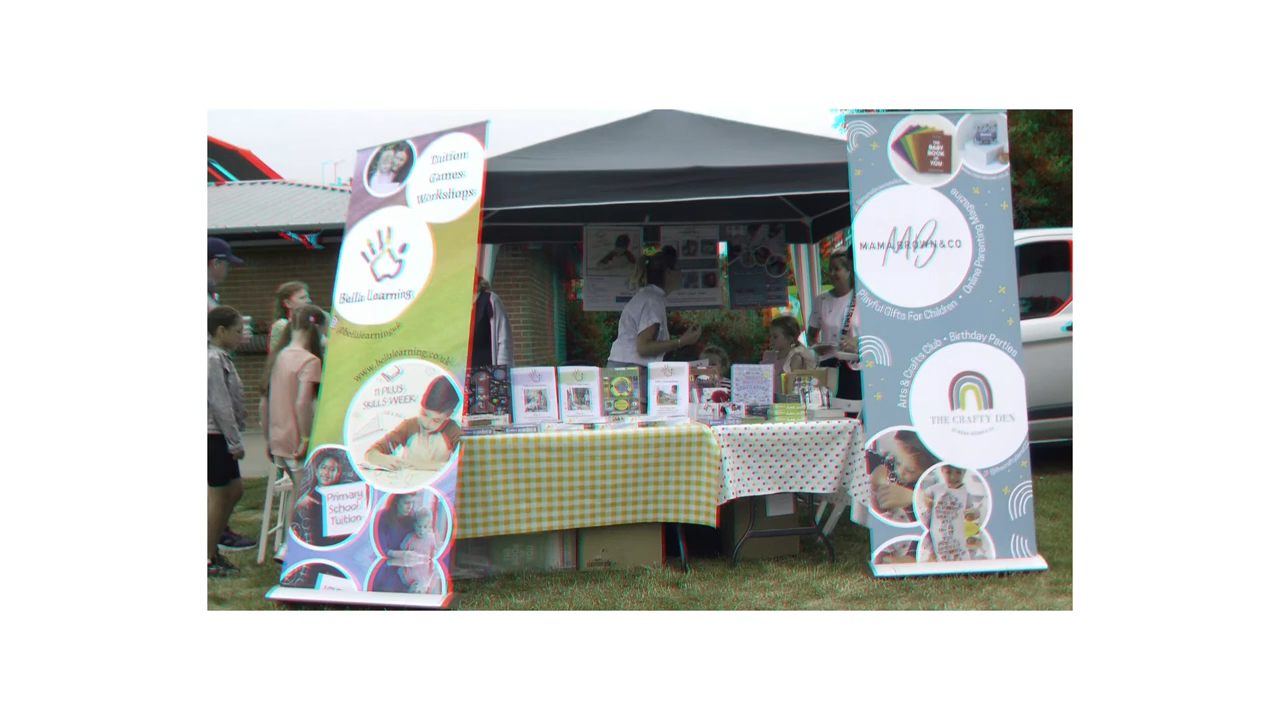 Tuition
Games
Workshops
Bella Learning
@bellalearninguk
www.bellalearning.co.uk
11 PLUS
SKILLS WEEK
Primary
School
Tuition
THE
BABY
BOOK
OF
YOU
MAMA BROWN & CO
MB
Playful Gifts For Children • Online Parenting Magazine
Arts & Crafts Club • Birthday Parties
THE CRAFTY DEN